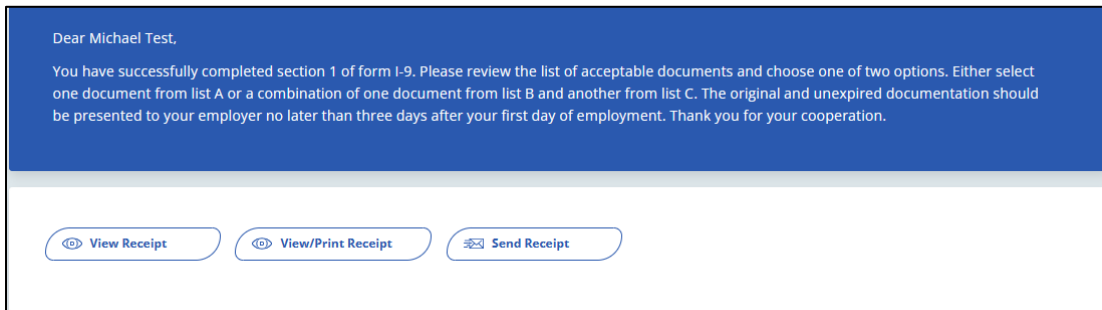 Dear Michael Test,
You have successfully completed section 1 of form I-9. Please review the list of acceptable documents and choose one of two options. Either select
one document from list A or a combination of one document from list B and another from list C. The original and unexpired documentation should
be presented to your employer no later than three days after your first day of employment. Thank you for your cooperation.
View Receipt
View/Print Receipt
Send Receipt